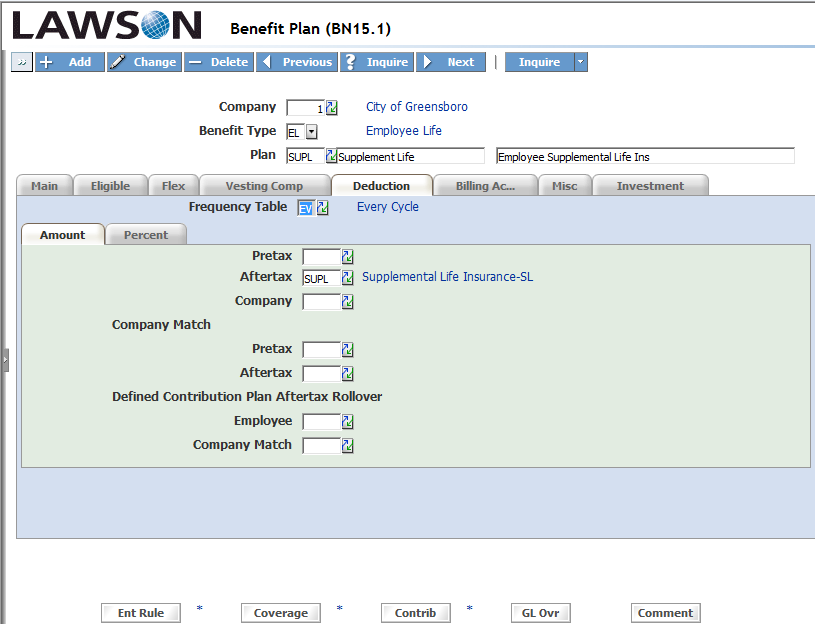 LAWSON Benefit Plan (BN15.1)
» + Add Change — Delete Previous ? Inquire Next | Inquire
Company 1 City of Greensboro
Benefit Type EL Employee Life
Plan SUPL Supplement Life Employee Supplemental Life Ins
Main Eligible Flex Vesting Comp Deduction Billing Ac... Misc Investment
Frequency Table EV Every Cycle
Amount Percent
Pretax
Aftertax SUPL Supplemental Life Insurance-SL
Company
Company Match
Pretax
Aftertax
Defined Contribution Plan Aftertax Rollover
Employee
Company Match
Ent Rule * Coverage * Contrib * GL Ovr Comment